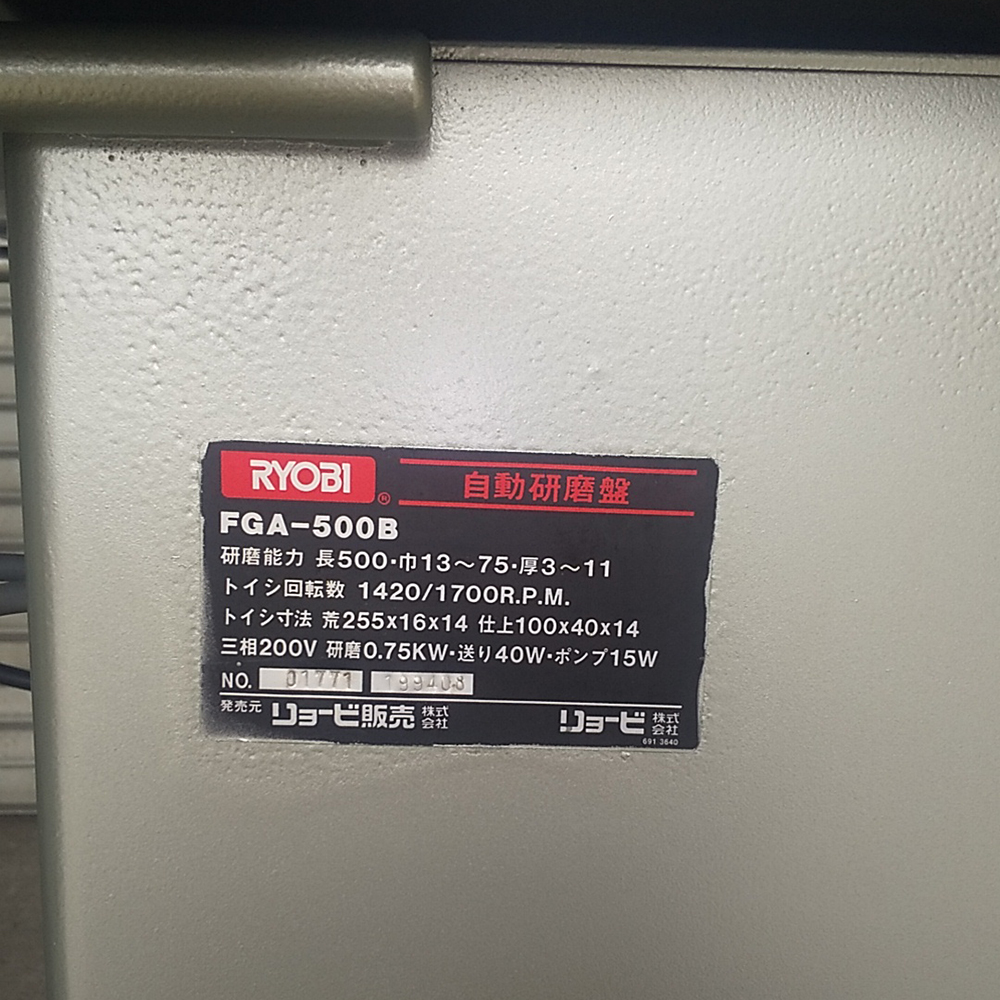 RYOBI ® 自動研磨盤
FGA-500B
研磨能力 長500・巾13～75・厚3～11
トイシ回転数 1420/1700R.P.M.
トイシ寸法 荒255x16x14 仕上100x40x14
三相200V 研磨0.75KW・送り40W・ポンプ15W
NO. 01771 199408
発売元 リョービ販売 株式会社 リョービ 株式会社
691 3640